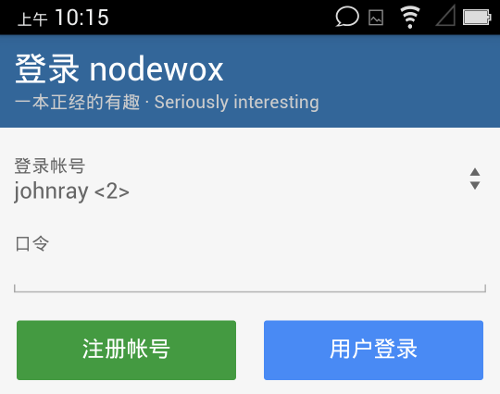 上午 10:15
登录 nodewox
一本正经的有趣 · Seriously interesting
登录帐号
johnray <2>
口令
注册帐号
用户登录